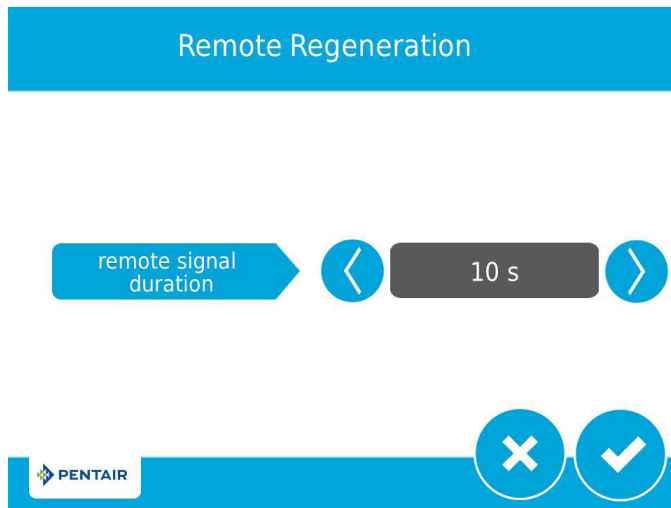 Remote Regeneration
remote signal
duration
10 s
PENTAIR